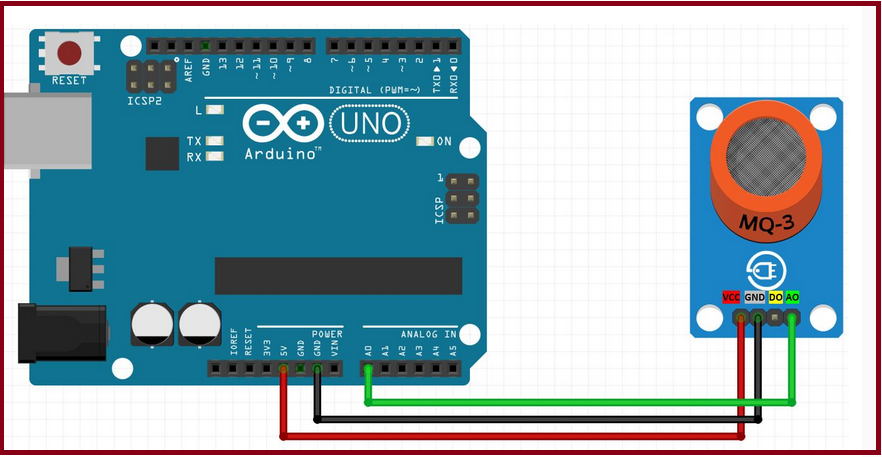 RESET
ICSP2
AREF
GND
13
12
~11
~10
~9
8
7
~6
~5
4
~3
2
TX0▶1
RX0◀0
DIGITAL (PWM=~)
L
TX
RX
UNO
Arduino™
ON
1
ICSP
MQ-3
VCC GND DO AO
POWER
ANALOG IN
IOREF
RESET
3V3
5V
GND
GND
VIN
A0
A1
A2
A3
A4
A5